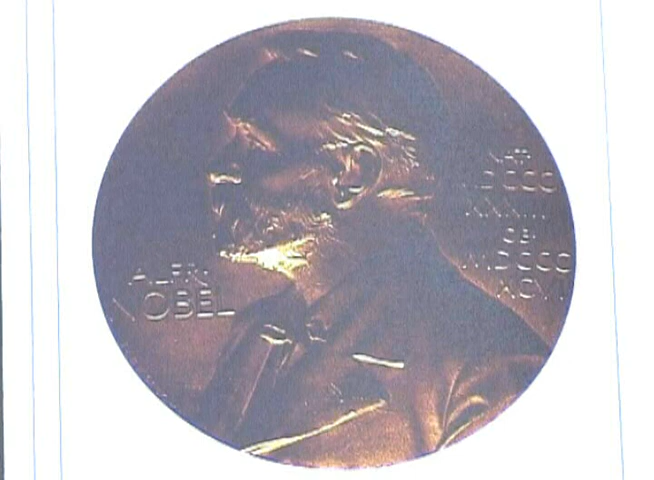 ALFR
NOBEL
NAT
MDCCC
XXXIII
OB
MDCCC
XCVI